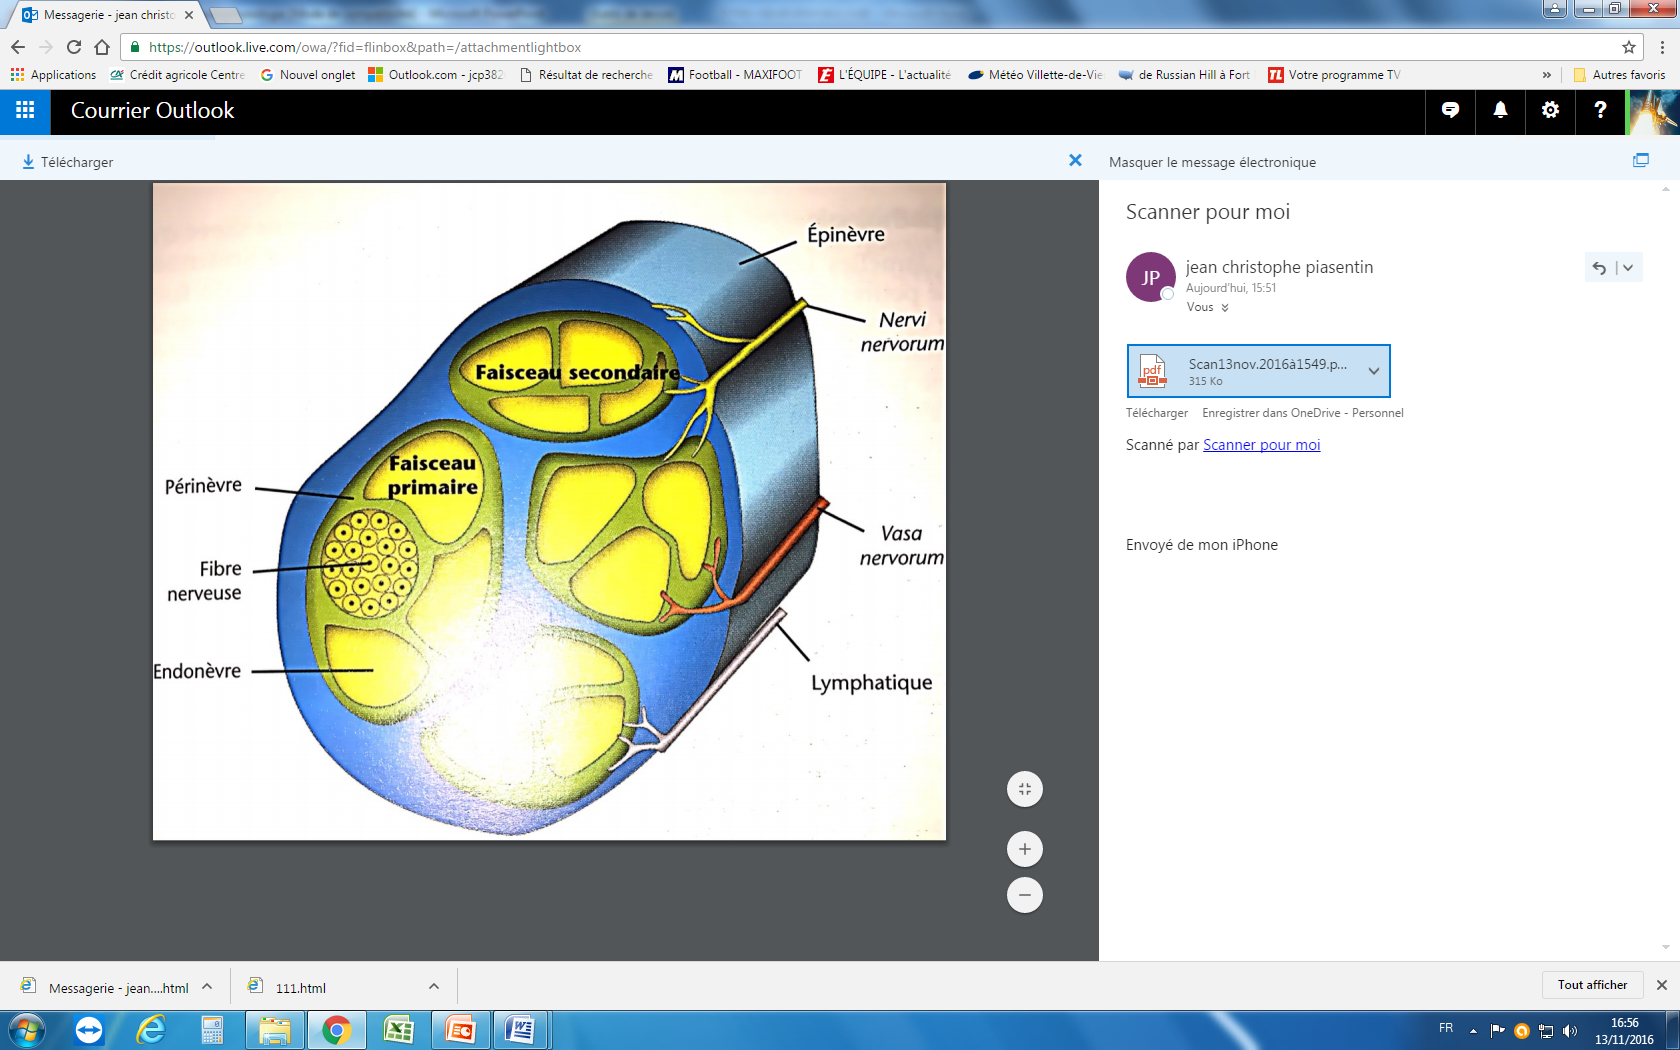 Messagerie - jean christo
https://outlook.live.com/owa/?fid=flinbox&path=/attachmentlightbox
Applications
Crédit agricole Centre
Nouvel onglet
Outlook.com - jcp382
Résultat de recherche
Football - MAXIFOOT
L'ÉQUIPE - L'actualité
Météo Villette-de-Vie
de Russian Hill à Fort
Votre programme TV
»
Autres favoris
Courrier Outlook
Télécharger
Masquer le message électronique
Épinèvre
Nervi
nervorum
Faisceau secondaire
Faisceau
primaire
Périnèvre
Vasa
nervorum
Fibre
nerveuse
Endonèvre
Lymphatique
Scanner pour moi
JP
jean christophe piasentin
Aujourd'hui, 15:51
Vous
pdf
Scan13nov.2016à1549.p...
315 Ko
Télécharger Enregistrer dans OneDrive - Personnel
Scanné par Scanner pour moi
Envoyé de mon iPhone
Messagerie - jean....html
111.html
Tout afficher
FR
16:56
13/11/2016